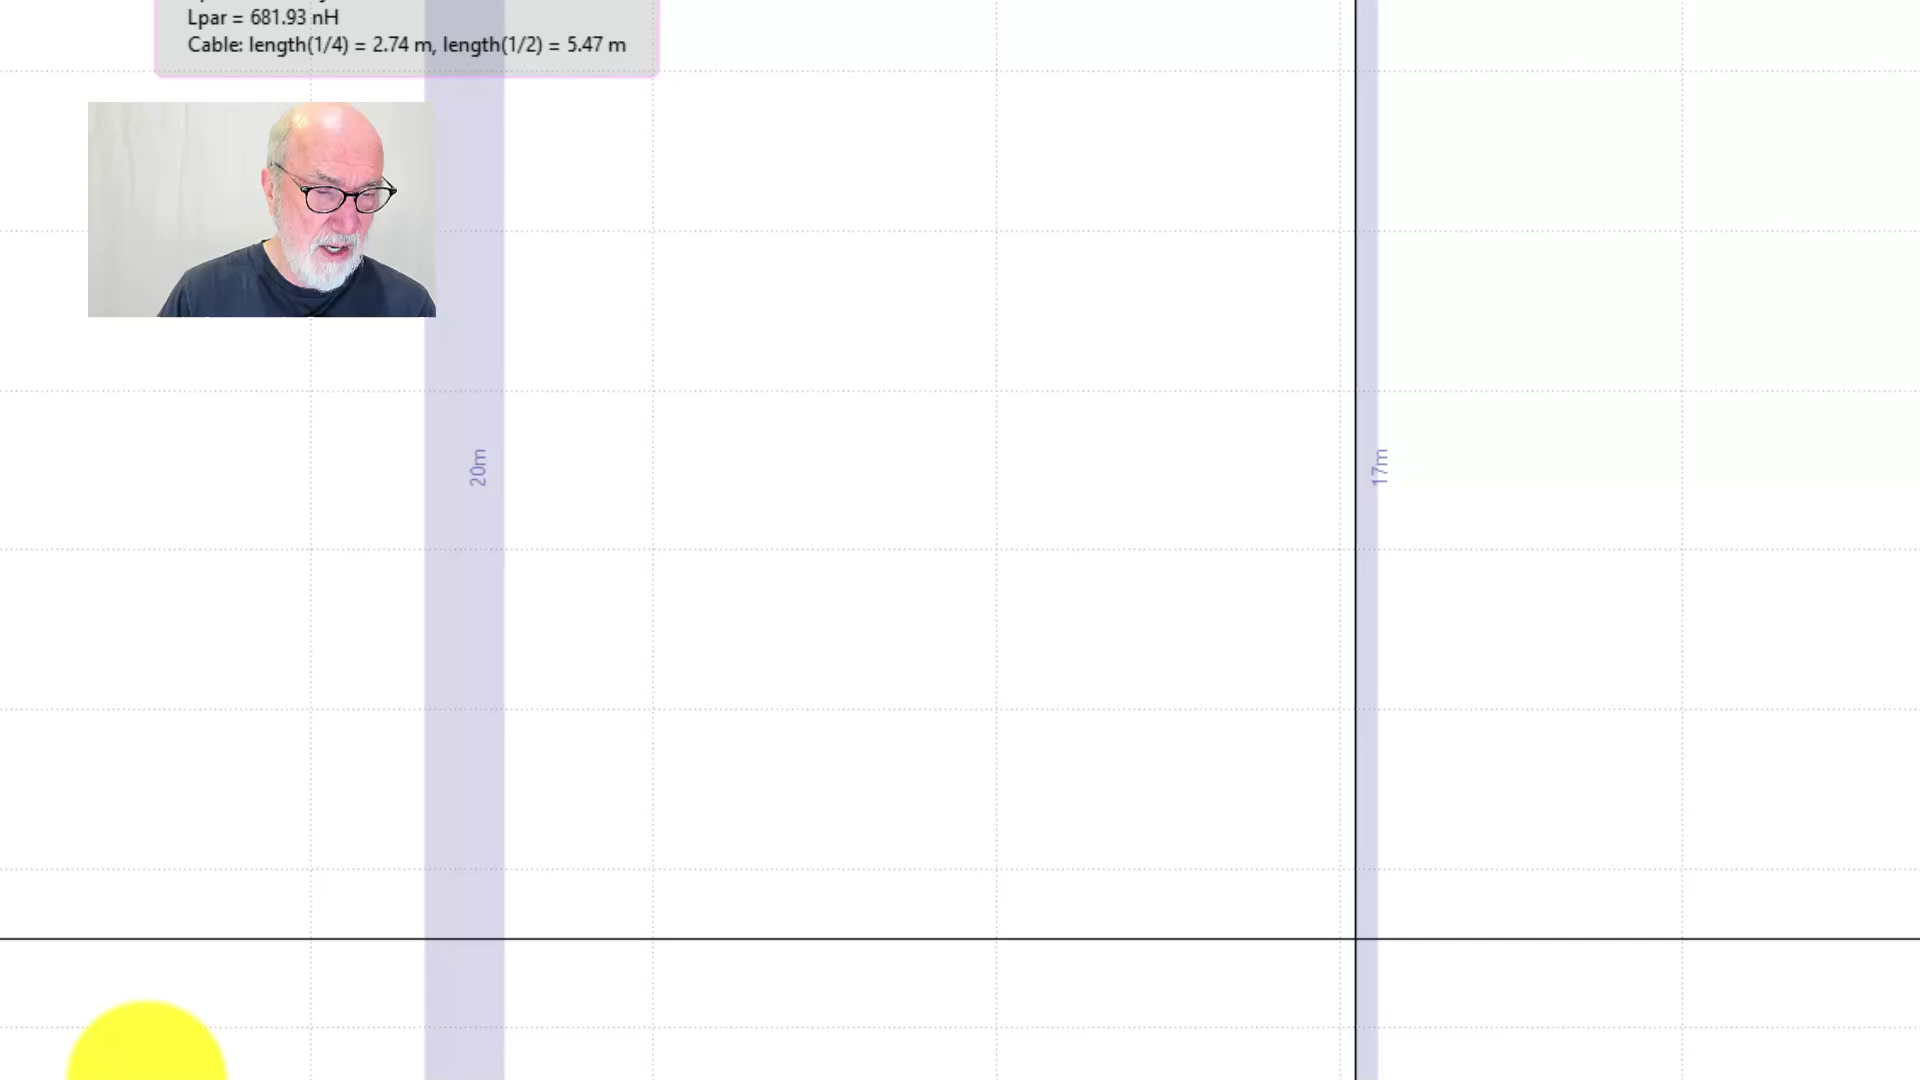 Lpar = 681.93 nH
Cable: length(1/4) = 2.74 m, length(1/2) = 5.47 m
20m
17m